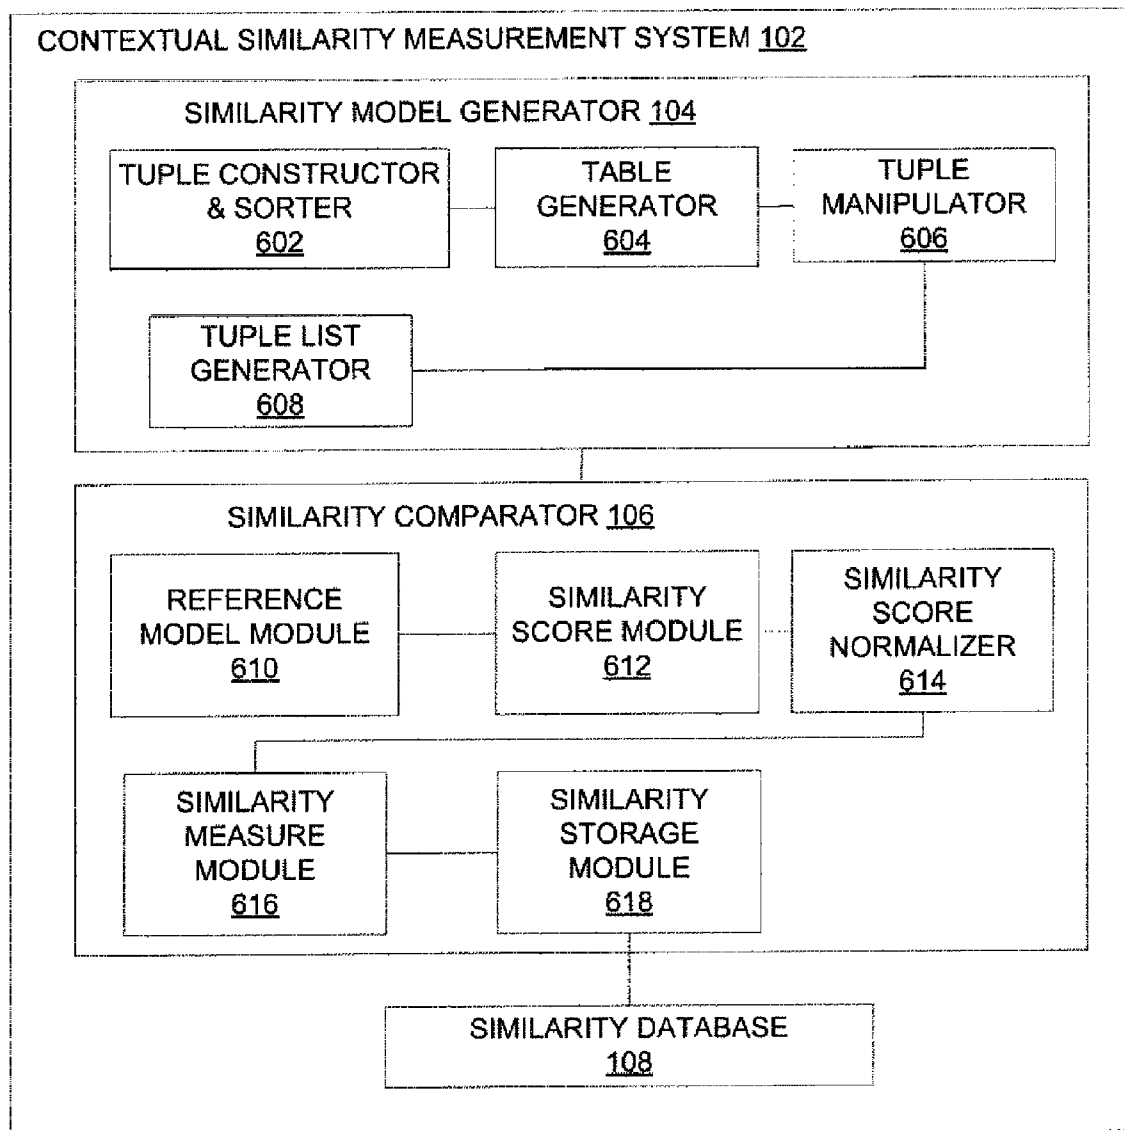 CONTEXTUAL SIMILARITY MEASUREMENT SYSTEM 102
SIMILARITY MODEL GENERATOR 104
TUPLE CONSTRUCTOR
& SORTER
602
TABLE
GENERATOR
604
TUPLE
MANIPULATOR
606
TUPLE LIST
GENERATOR
608
SIMILARITY COMPARATOR 106
REFERENCE
MODEL MODULE
610
SIMILARITY
SCORE MODULE
612
SIMILARITY
SCORE
NORMALIZER
614
SIMILARITY
MEASURE
MODULE
616
SIMILARITY
STORAGE
MODULE
618
SIMILARITY DATABASE
108